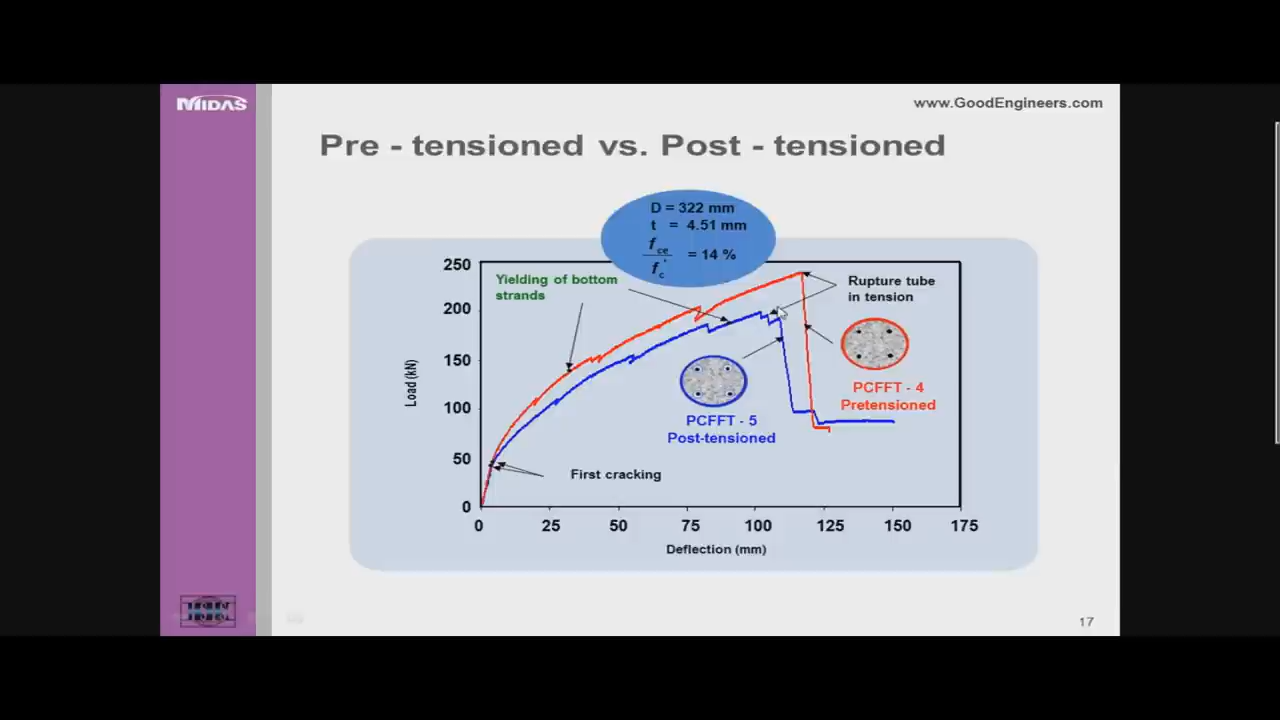 MIDAS
www.GoodEngineers.com
Pre - tensioned vs. Post - tensioned
D = 322 mm
t = 4.51 mm
fce
fc' = 14 %
Yielding of bottom
strands
Rupture tube
in tension
250
200
150
100
50
0
Load (kN)
PCFFT - 4
Pretensioned
PCFFT - 5
Post-tensioned
First cracking
0 25 50 75 100 125 150 175
Deflection (mm)
17